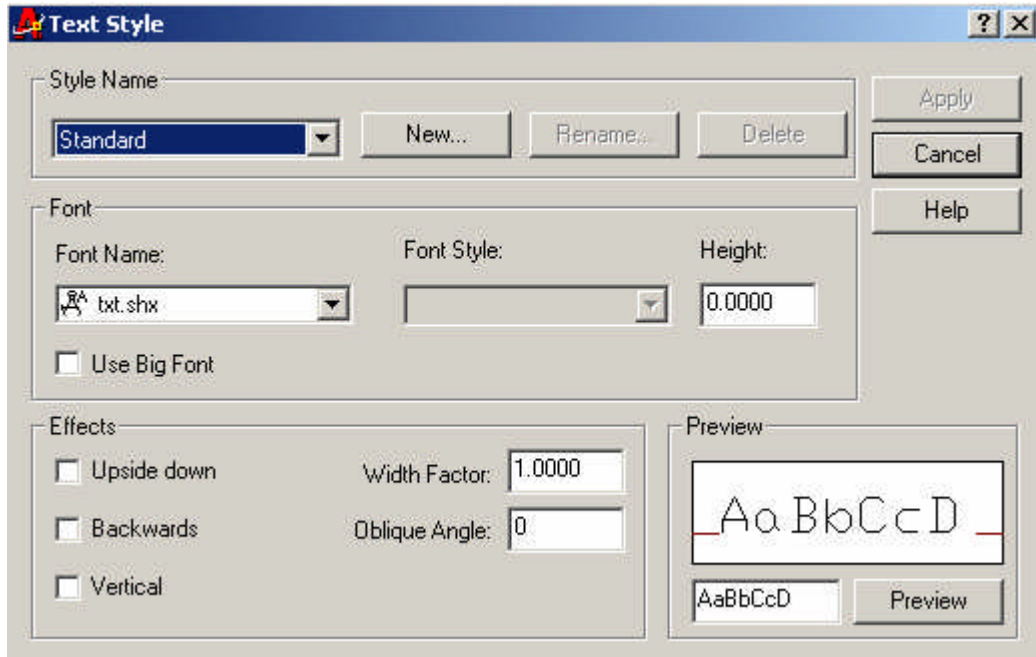 Text Style
Style Name
Standard
New...
Rename...
Delete
Apply
Cancel
Help
Font
Font Name:
Font Style:
Height:
txt.shx
0.0000
Use Big Font
Effects
Upside down
Width Factor:
1.0000
Backwards
Oblique Angle:
0
Vertical
Preview
AaBbCcD
AaBbCcD
Preview